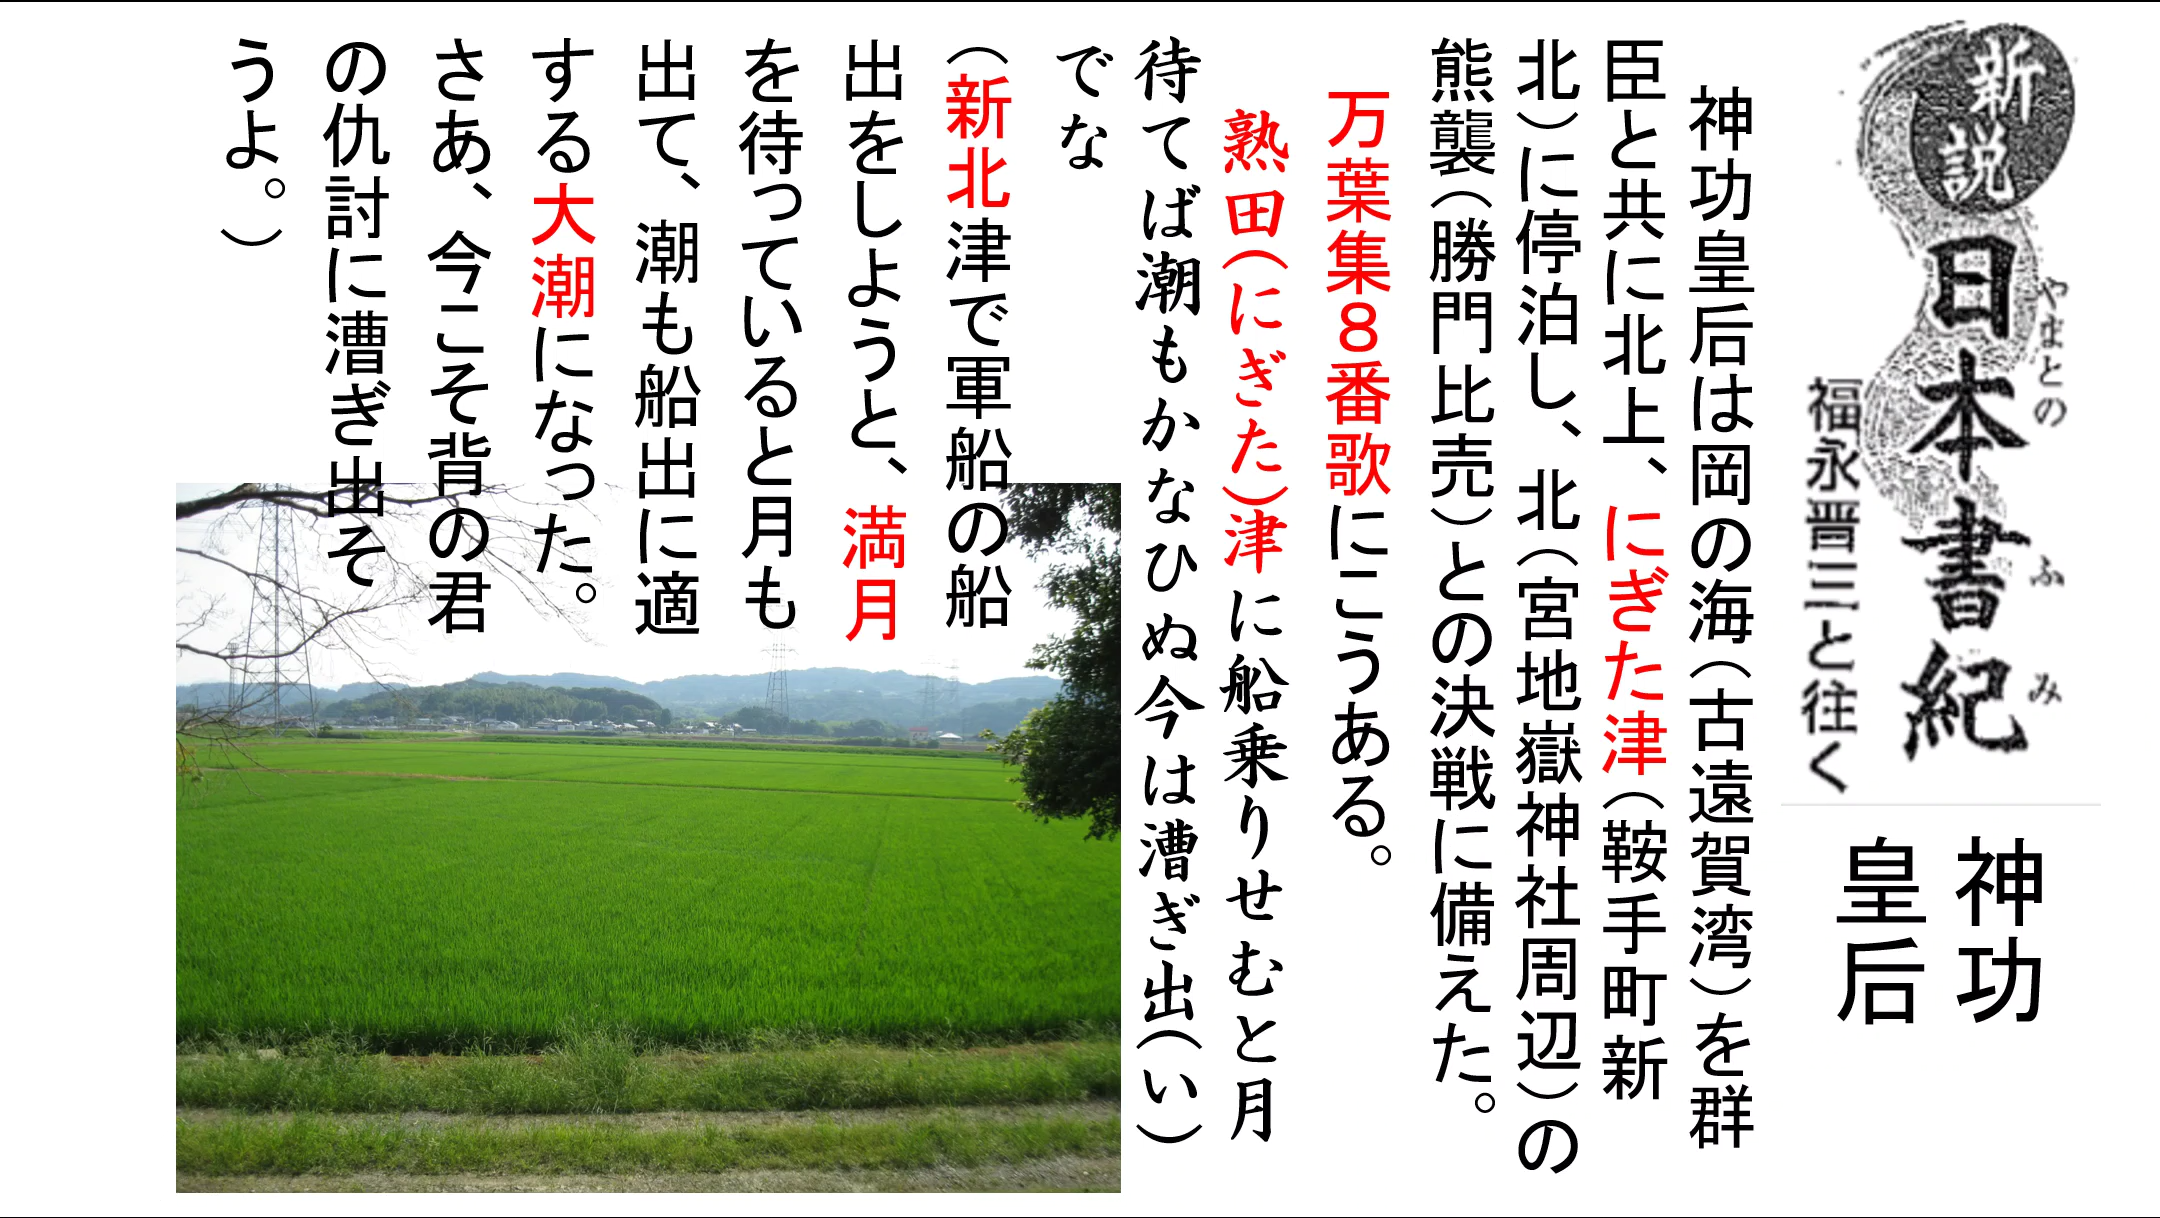 新説
日本書紀
やまとの
ふみ
福永晋三と往く
神功
皇后
神功皇后は岡の海(古遠賀湾)を群
臣と共に北上、にぎた津(鞍手町新
北)に停泊し、北(宮地嶽神社周辺)の
熊襲(勝門比売)との決戦に備えた。
万葉集8番歌にこうある。
熟田(にぎた)津に船乗りせむと月
待てば潮もかなひぬ今は漕ぎ出(い)
でな
(新北津で軍船の船
出をしようと、満月
を待っていると月も
出て、潮も船出に適
する大潮になった。
さあ、今こそ背の君
の仇討に漕ぎ出そ
うよ。)